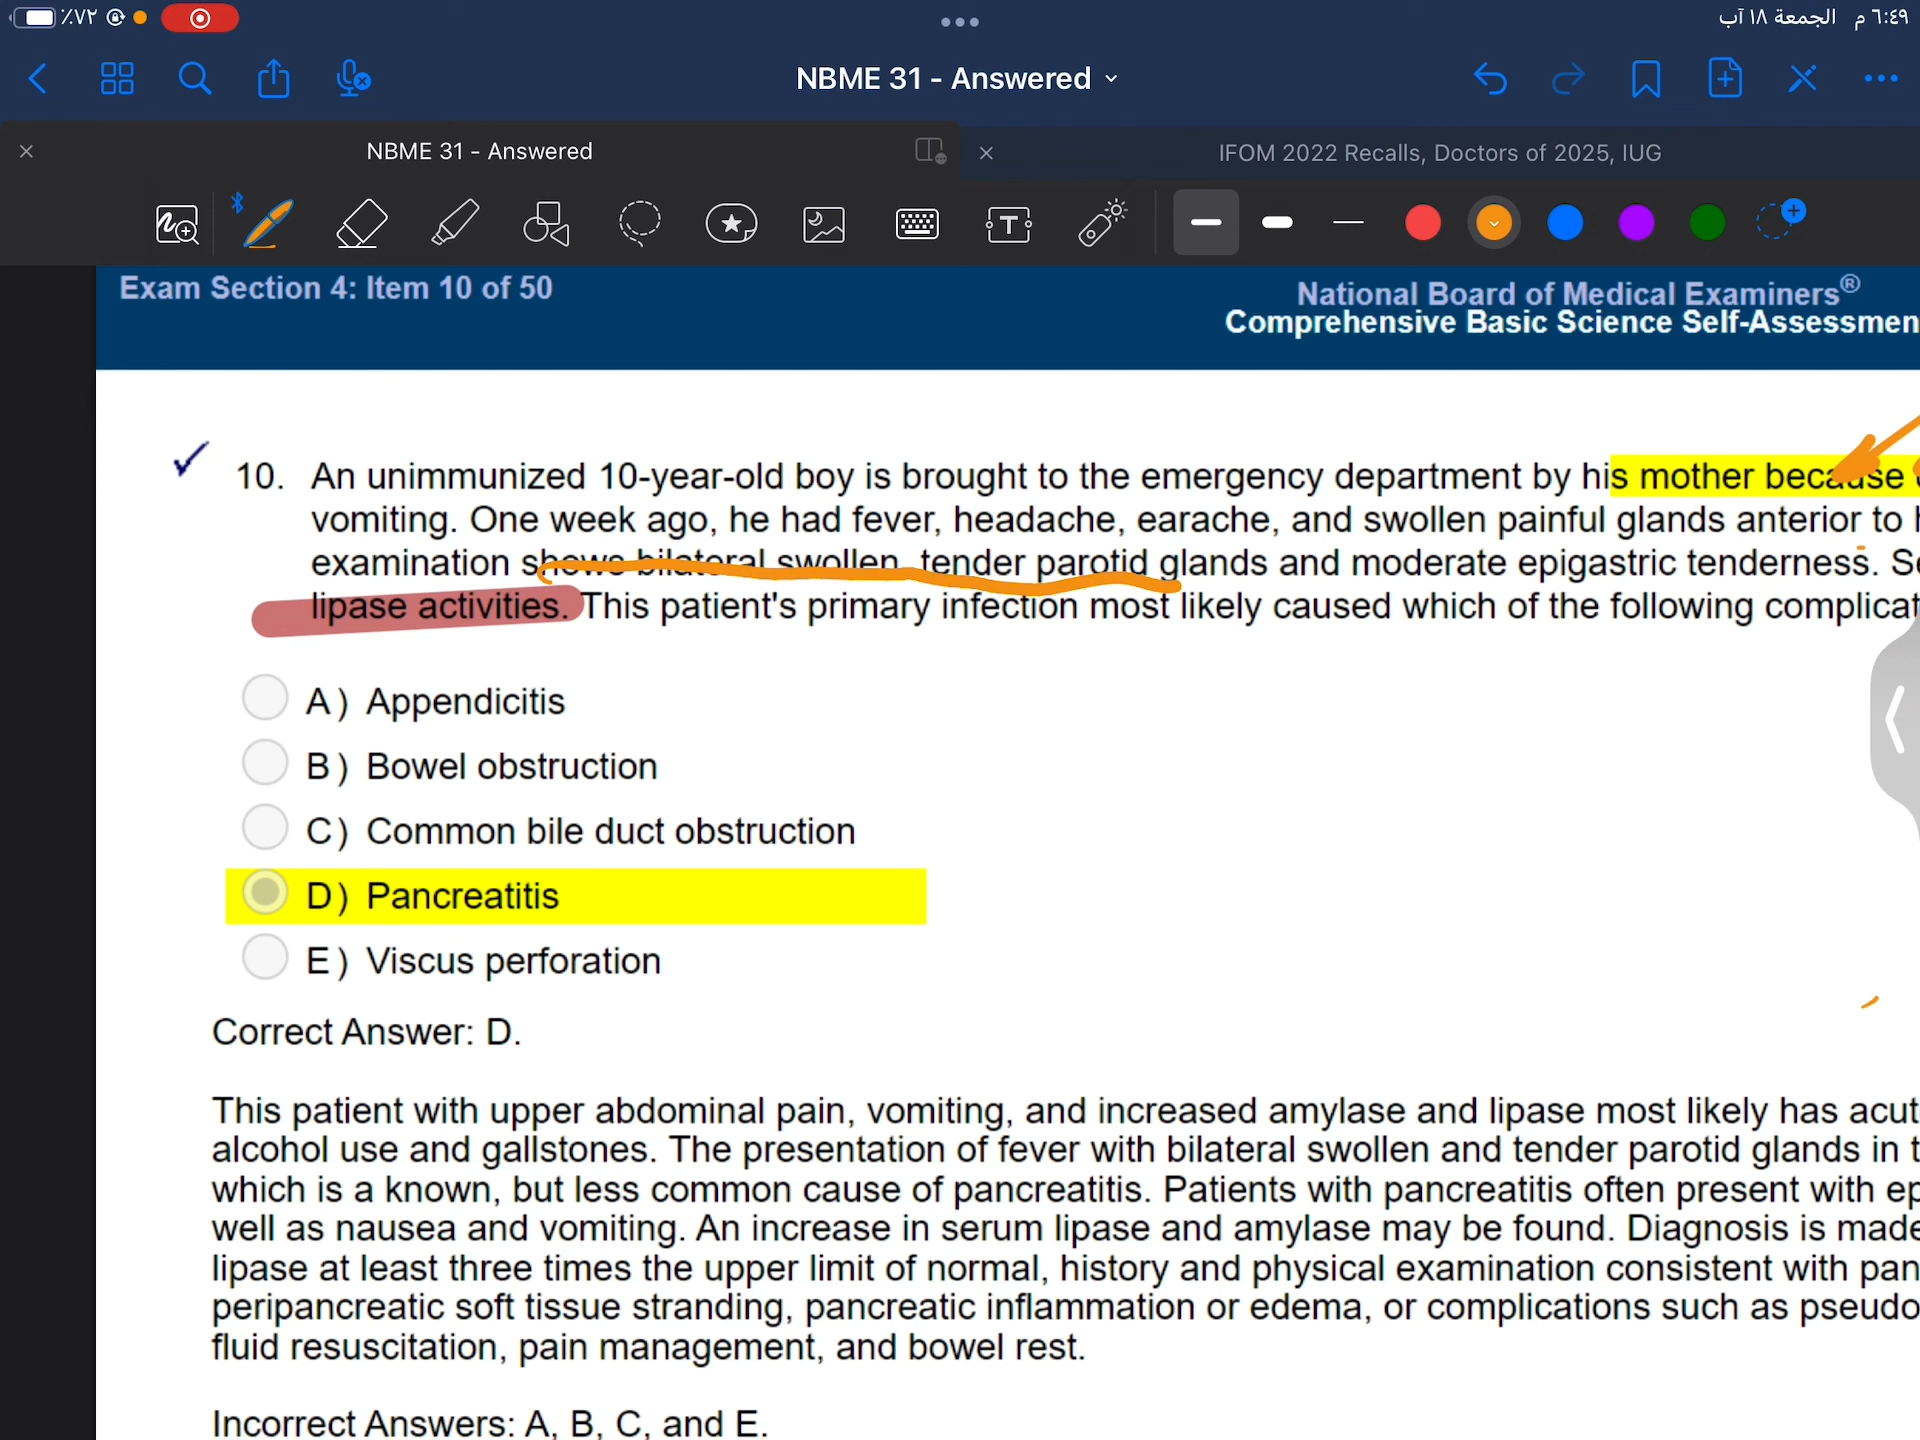 ٪٧٢
٦:٤٩ م الجمعة ١٨ آب
NBME 31 - Answered
NBME 31 - Answered
IFOM 2022 Recalls, Doctors of 2025, IUG
Exam Section 4: Item 10 of 50
National Board of Medical Examiners®
Comprehensive Basic Science Self-Assessmen
10. An unimmunized 10-year-old boy is brought to the emergency department by his mother because
vomiting. One week ago, he had fever, headache, earache, and swollen painful glands anterior to
examination shows bilateral swollen, tender parotid glands and moderate epigastric tenderness. Se
lipase activities. This patient's primary infection most likely caused which of the following complicat
A) Appendicitis
B) Bowel obstruction
C) Common bile duct obstruction
D) Pancreatitis
E) Viscus perforation
Correct Answer: D.
This patient with upper abdominal pain, vomiting, and increased amylase and lipase most likely has acut
alcohol use and gallstones. The presentation of fever with bilateral swollen and tender parotid glands in t
which is a known, but less common cause of pancreatitis. Patients with pancreatitis often present with ep
well as nausea and vomiting. An increase in serum lipase and amylase may be found. Diagnosis is made
lipase at least three times the upper limit of normal, history and physical examination consistent with pan
peripancreatic soft tissue stranding, pancreatic inflammation or edema, or complications such as pseudo
fluid resuscitation, pain management, and bowel rest.
Incorrect Answers: A, B, C, and E.